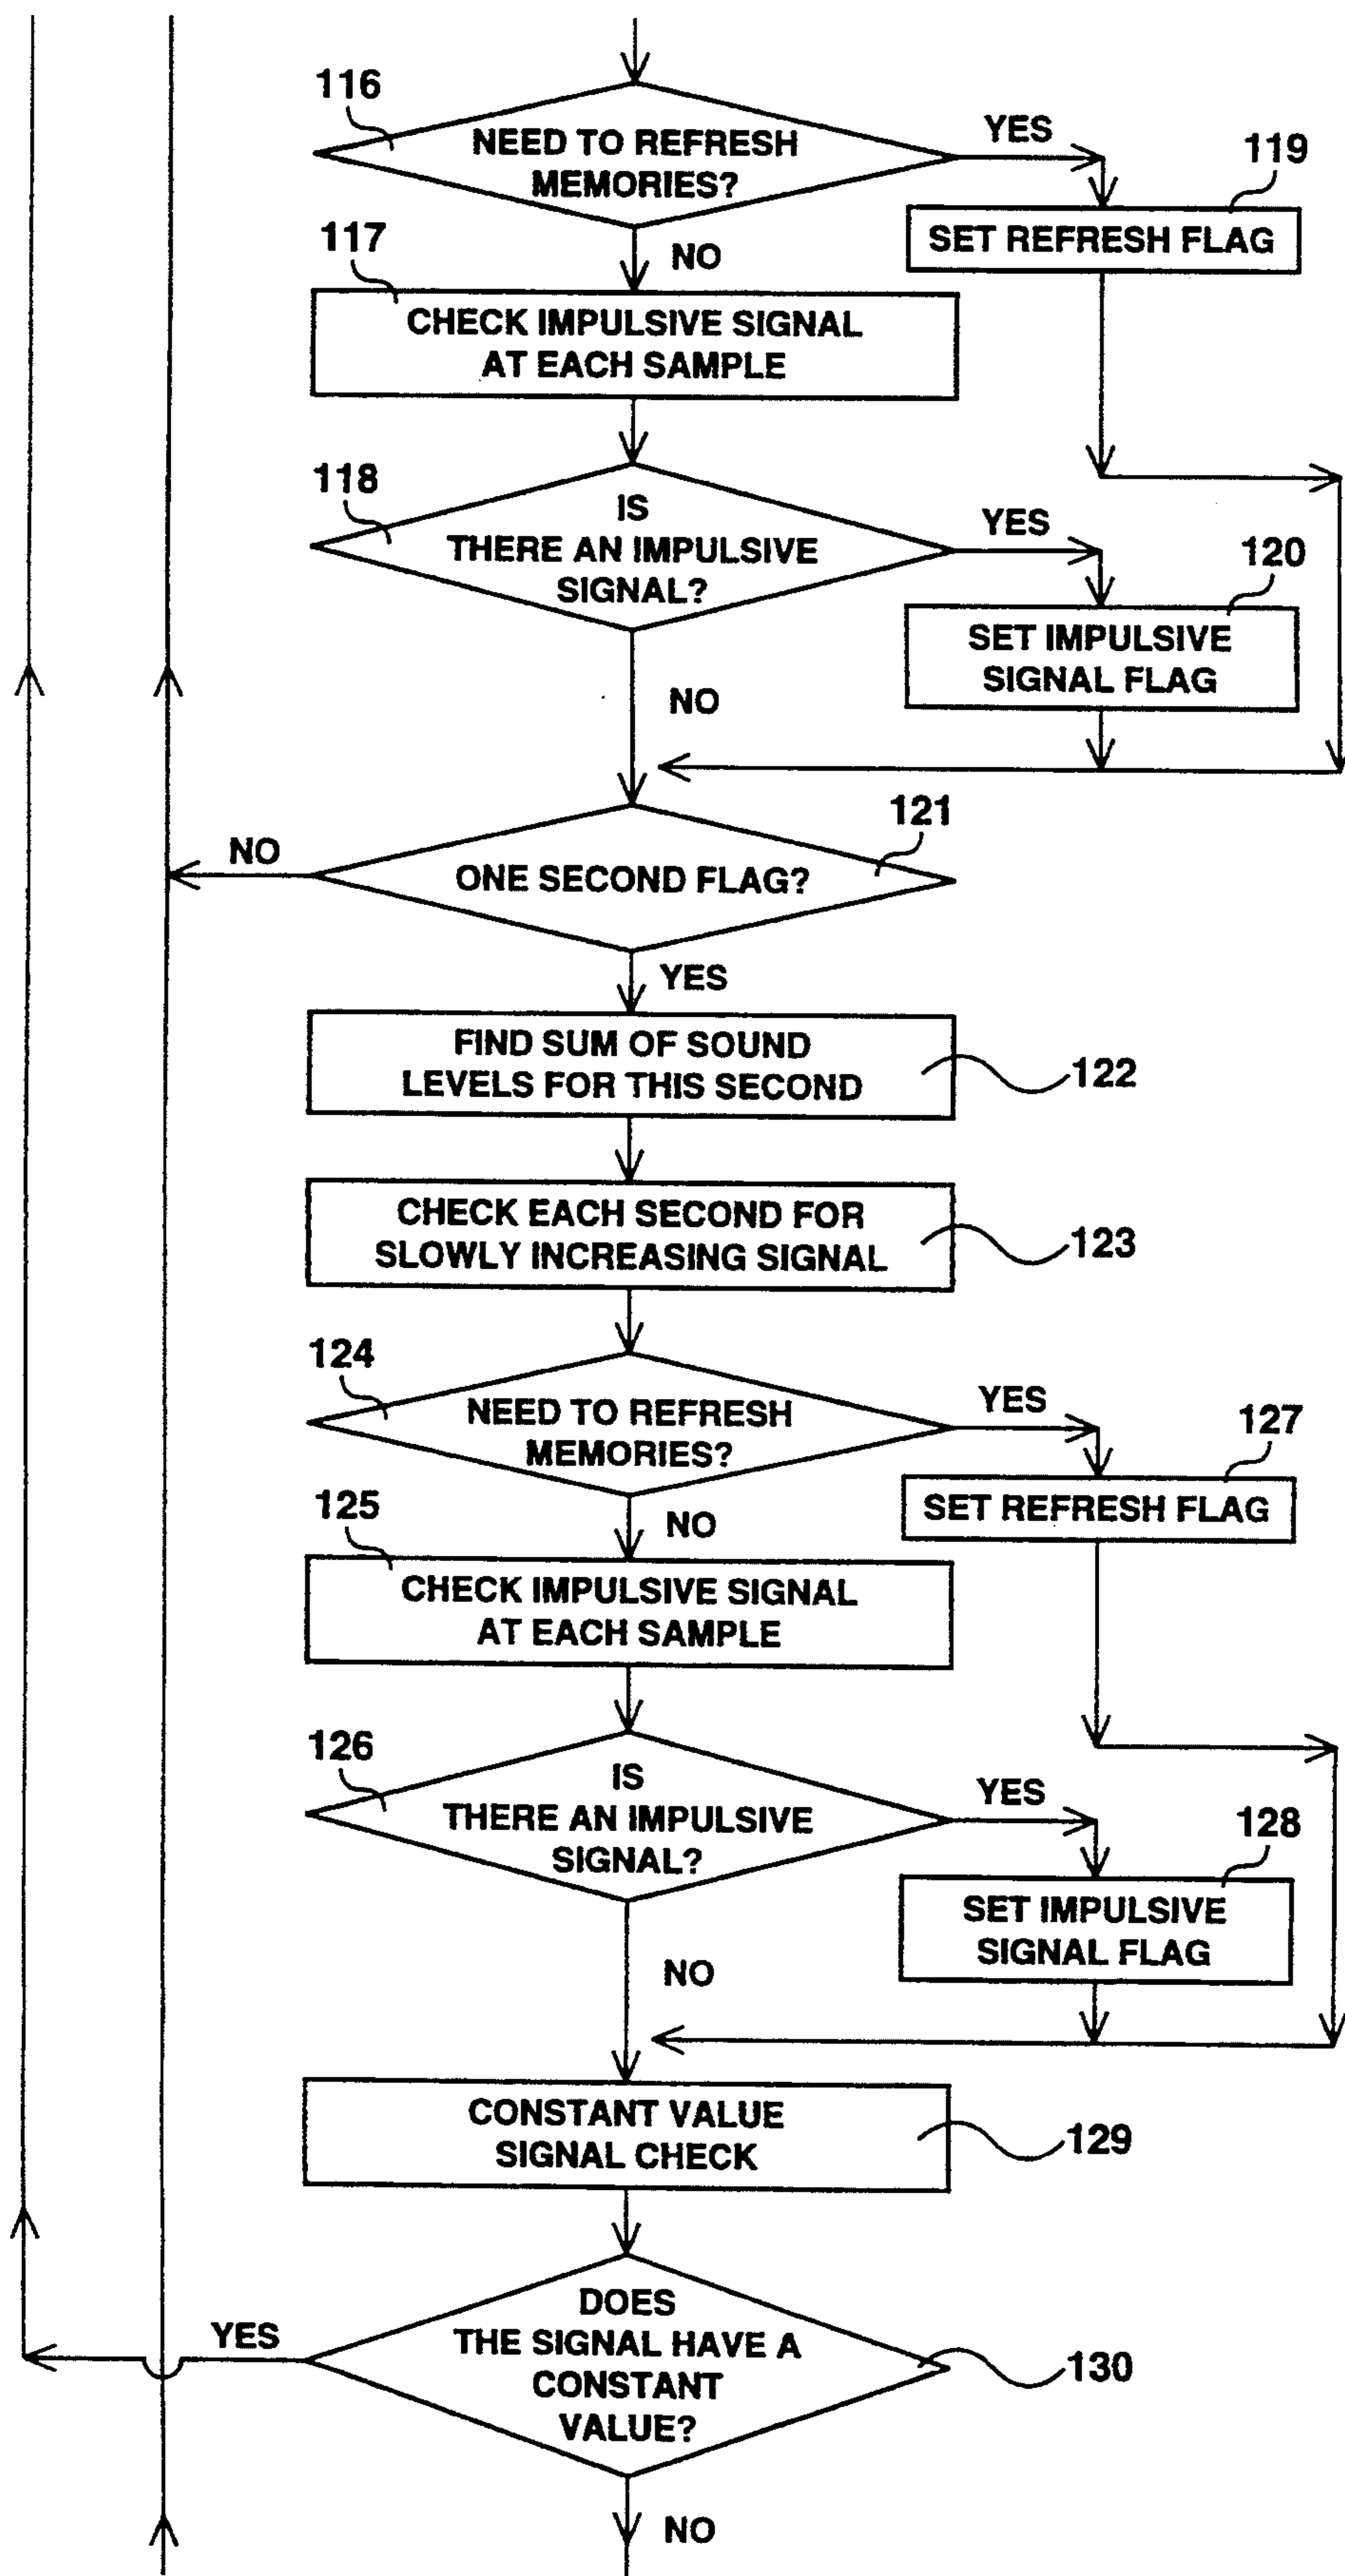 116
NEED TO REFRESH
MEMORIES?
YES
119
SET REFRESH FLAG
NO
117
CHECK IMPULSIVE SIGNAL
AT EACH SAMPLE
118
IS
THERE AN IMPULSIVE
SIGNAL?
YES
120
SET IMPULSIVE
SIGNAL FLAG
NO
121
ONE SECOND FLAG?
NO
YES
FIND SUM OF SOUND
LEVELS FOR THIS SECOND
122
CHECK EACH SECOND FOR
SLOWLY INCREASING SIGNAL
123
124
NEED TO REFRESH
MEMORIES?
YES
127
SET REFRESH FLAG
NO
125
CHECK IMPULSIVE SIGNAL
AT EACH SAMPLE
126
IS
THERE AN IMPULSIVE
SIGNAL?
YES
128
SET IMPULSIVE
SIGNAL FLAG
NO
CONSTANT VALUE
SIGNAL CHECK
129
YES
DOES
THE SIGNAL HAVE A
CONSTANT
VALUE?
130
NO